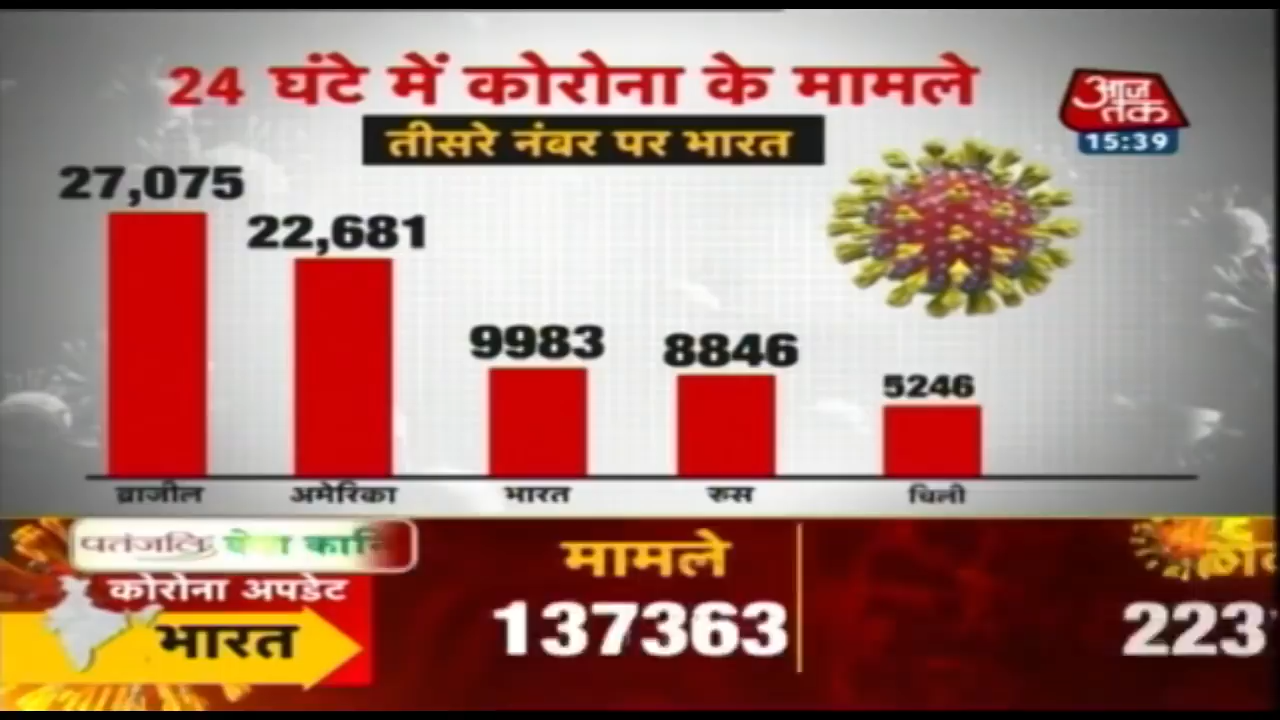 24 घंटे में कोरोना के मामले
आज
तक
15:39
तीसरे नंबर पर भारत
27,075
22,681
9983
8846
5246
ब्राजील अमेरिका भारत रुस चिली
पतंजलि
कोरोना अपडेट
भारत
मामले
137363
223